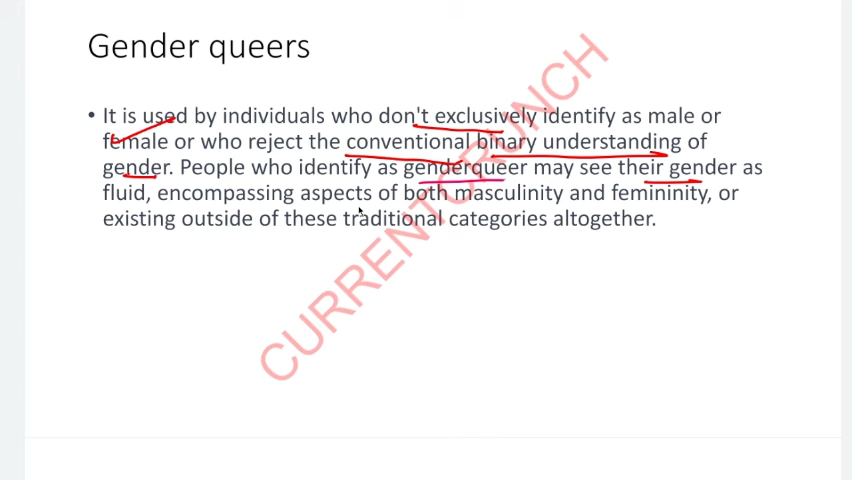 Gender queers
• It is used by individuals who don't exclusively identify as male or
female or who reject the conventional binary understanding of
gender. People who identify as genderqueer may see their gender as
fluid, encompassing aspects of both masculinity and femininity, or
existing outside of these traditional categories altogether.
CURRENTCRUNCH